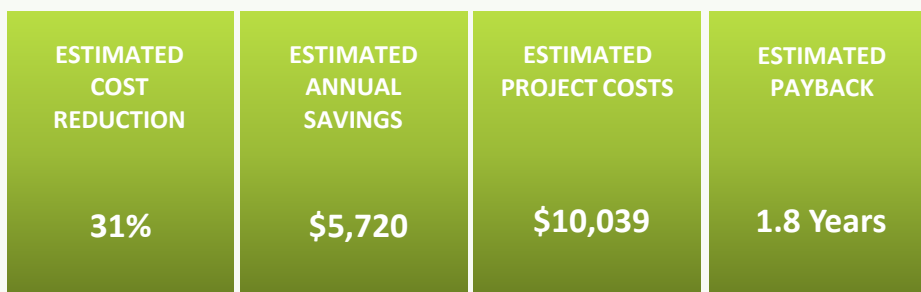 ESTIMATED
COST
REDUCTION
31%
ESTIMATED
ANNUAL
SAVINGS
$5,720
ESTIMATED
PROJECT COSTS
$10,039
ESTIMATED
PAYBACK
1.8 Years